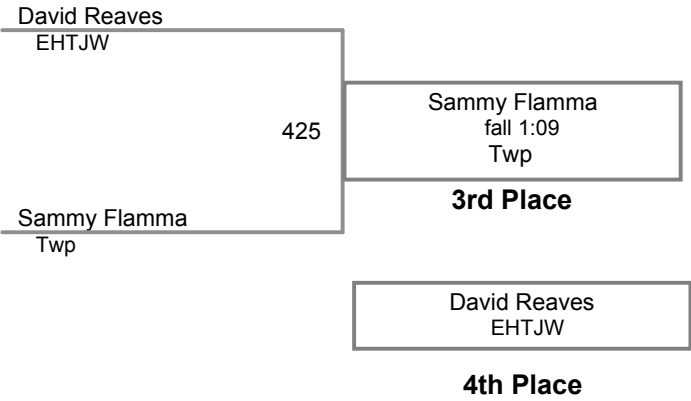 David Reaves
EHTJW
425
Sammy Flamma
fall 1:09
Twp
3rd Place
Sammy Flamma
Twp
David Reaves
EHTJW
4th Place